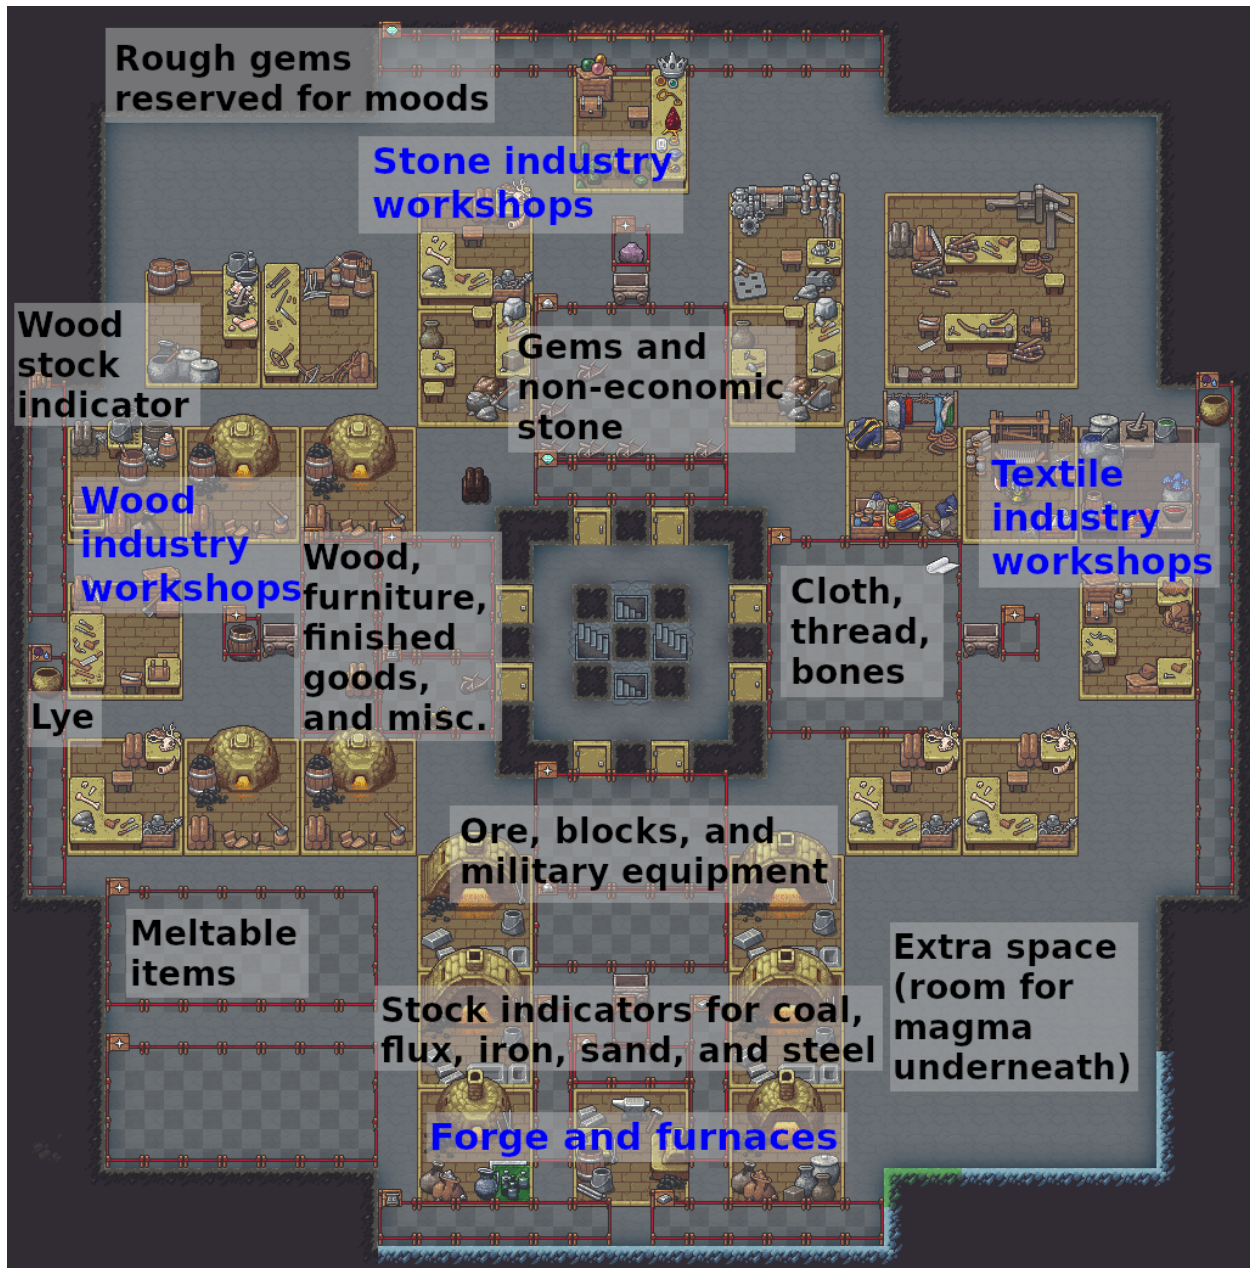 Rough gems
reserved for moods
Stone industry
workshops
Wood
stock
indicator
Gems and
non-economic
stone
Wood
industry
workshops
Wood,
furniture,
finished
goods,
and misc.
Textile
industry
workshops
Cloth,
thread,
bones
Lye
Ore, blocks, and
military equipment
Meltable
items
Extra space
(room for
magma
underneath)
Stock indicators for coal,
flux, iron, sand, and steel
Forge and furnaces